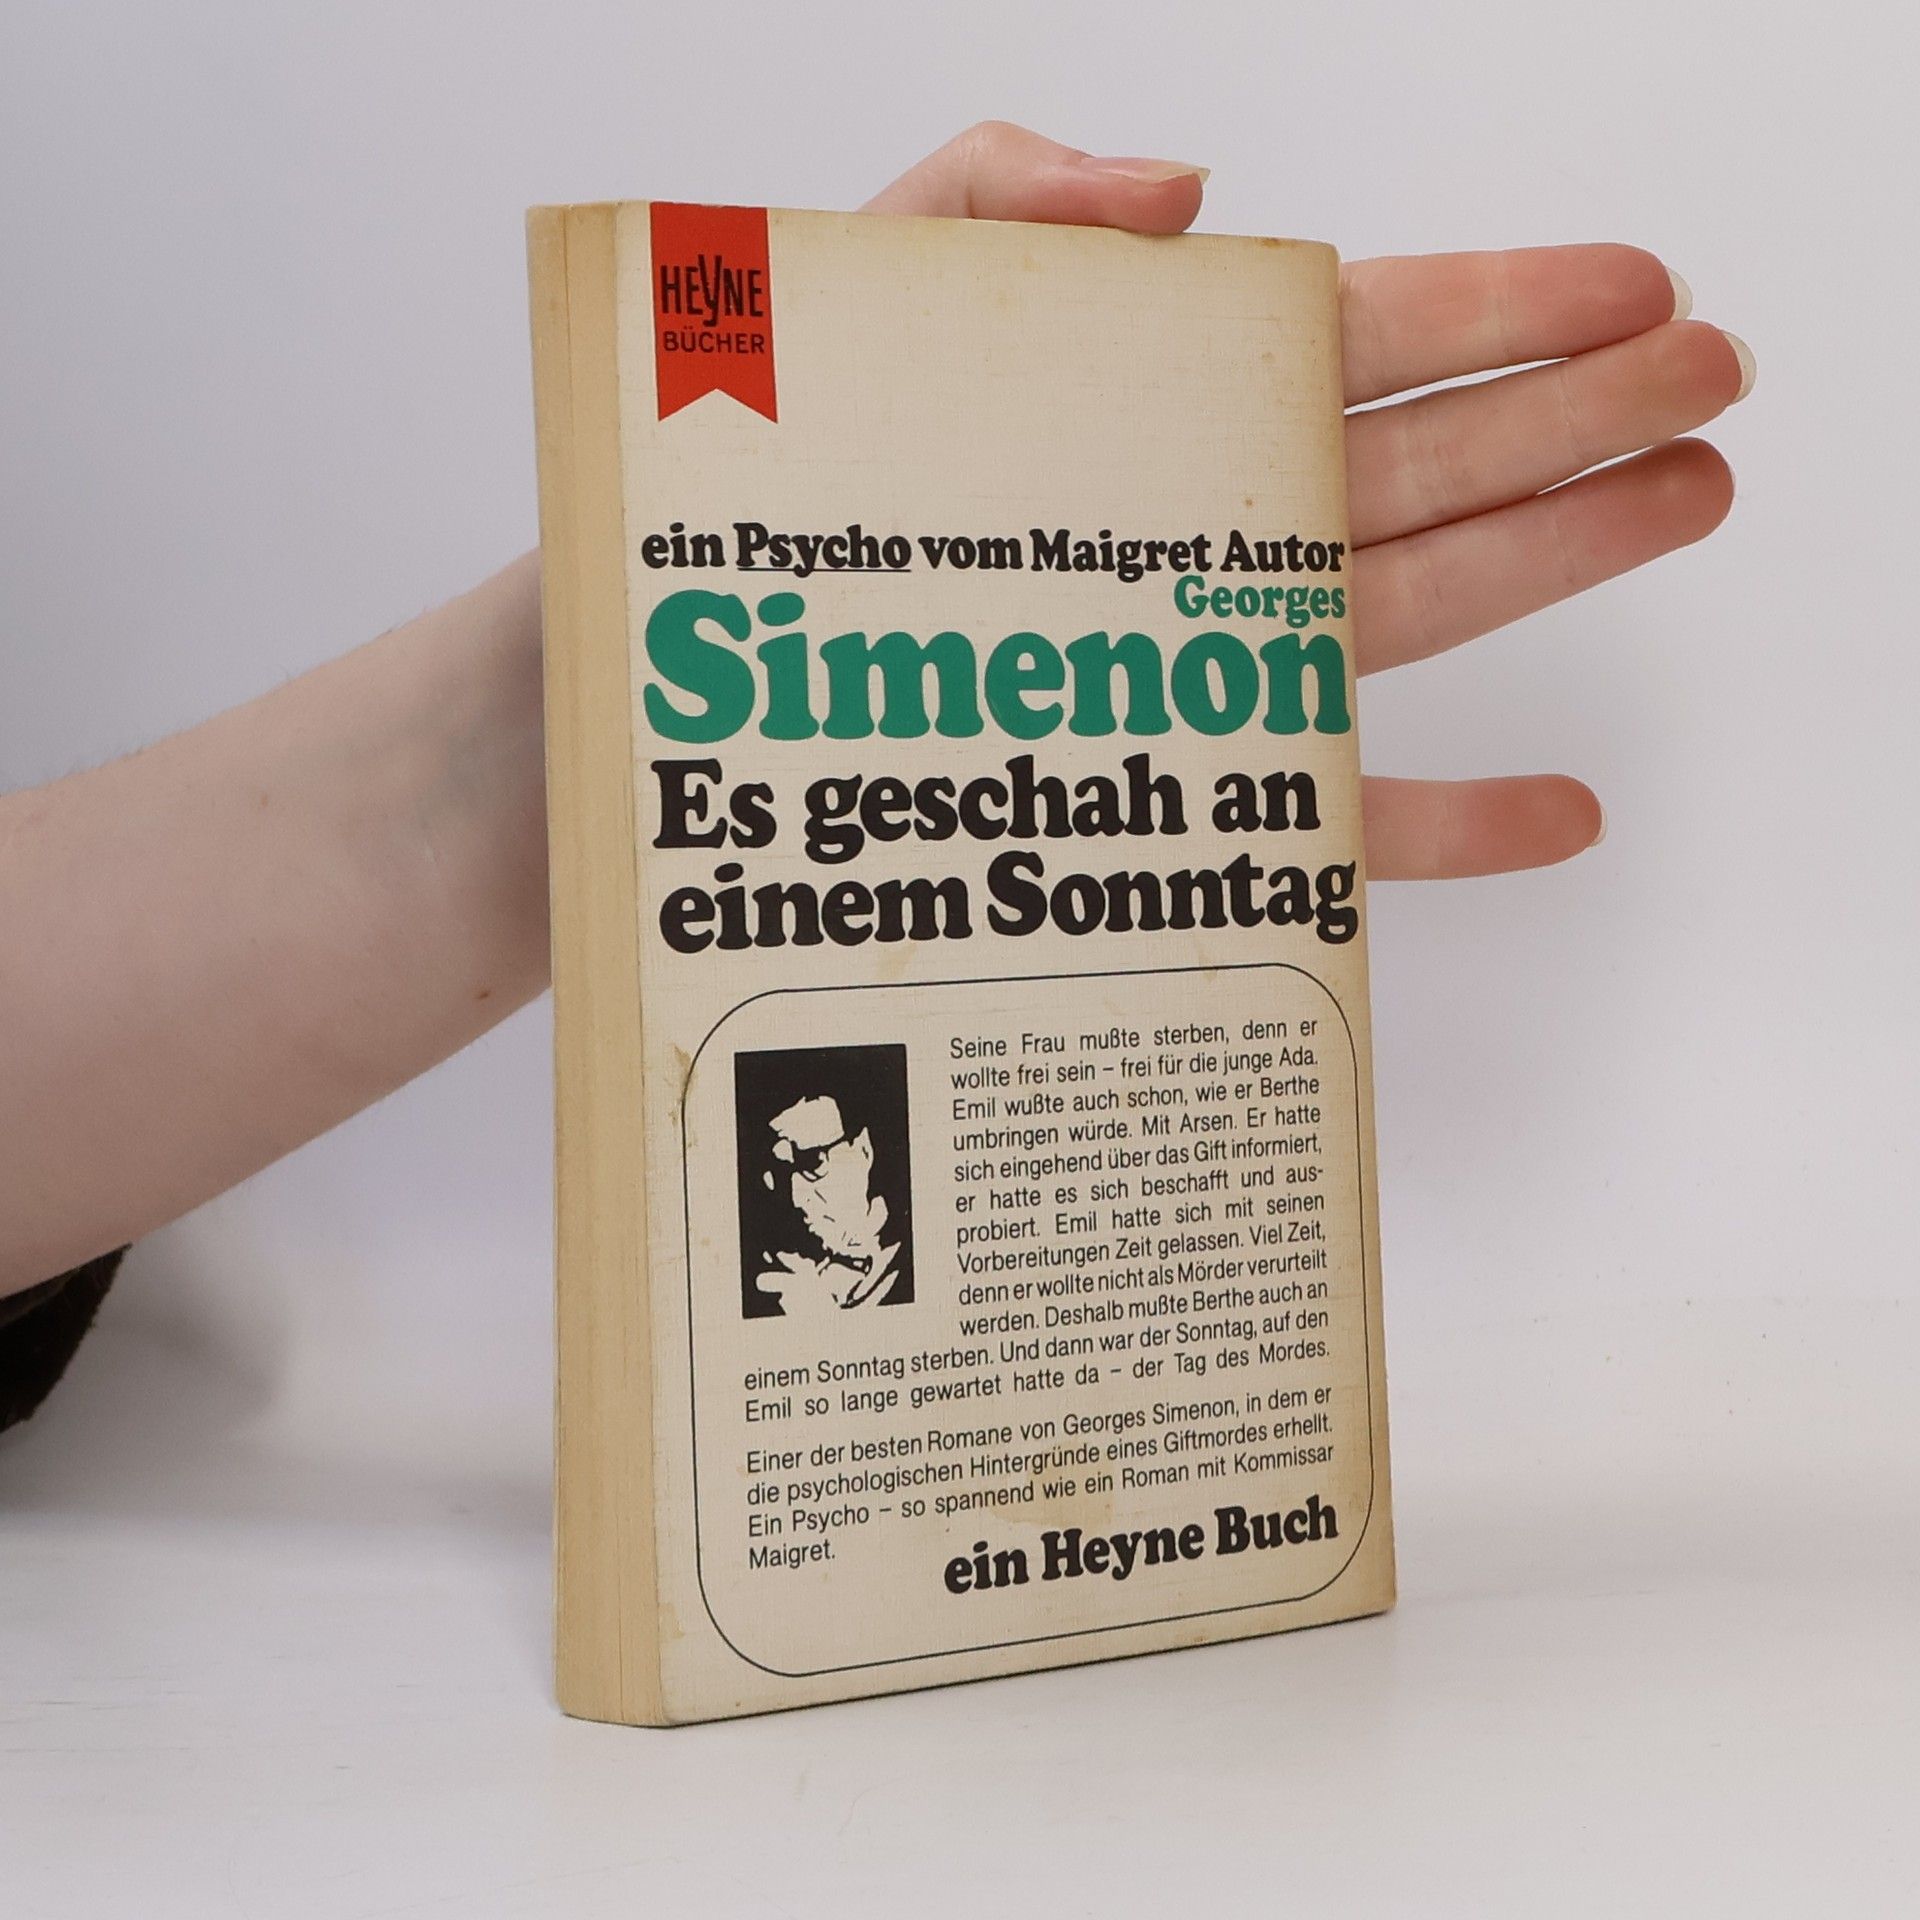 HEYNE
BÜCHER
ein Psycho vom Maigret Autor
Georges
Simenon
Es geschah an
einem Sonntag
Seine Frau mußte sterben, denn er
wollte frei sein – frei für die junge Ada.
Emil wußte auch schon, wie er Berthe
umbringen würde. Mit Arsen. Er hatte
sich eingehend über das Gift informiert,
er hatte es sich beschafft und aus-
probiert. Emil hatte sich mit seinen
Vorbereitungen Zeit gelassen. Viel Zeit,
denn er wollte nicht als Mörder verurteilt
werden. Deshalb mußte Berthe auch an
einem Sonntag sterben. Und dann war der Sonntag, auf den
Emil so lange gewartet hatte da – der Tag des Mordes.
Einer der besten Romane von Georges Simenon, in dem er
die psychologischen Hintergründe eines Giftmordes erhellt.
Ein Psycho – so spannend wie ein Roman mit Kommissar
Maigret.
ein Heyne Buch